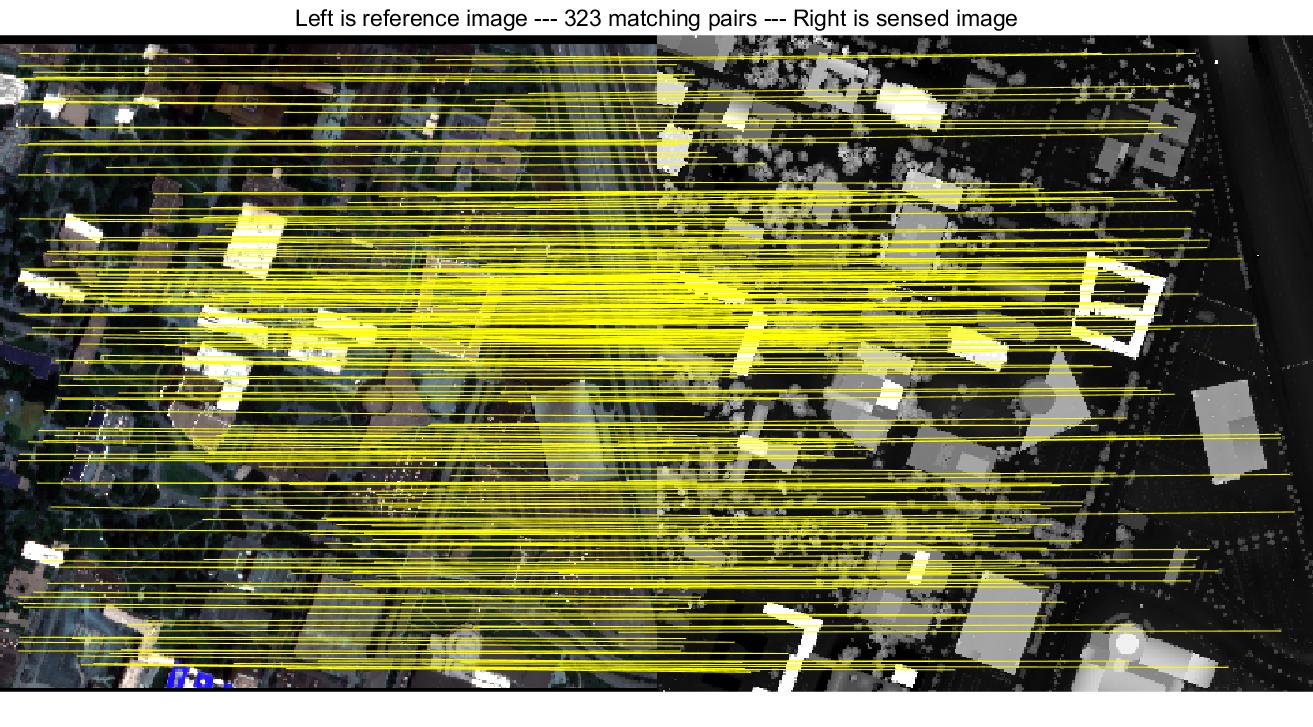 Left is reference image --- 323 matching pairs --- Right is sensed image